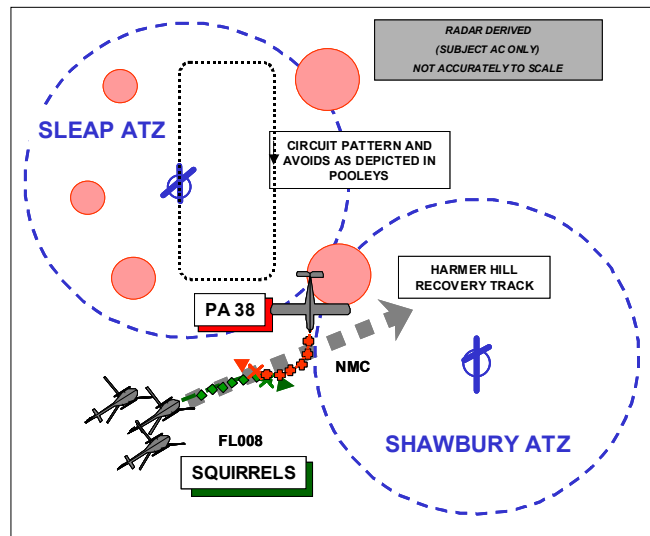 RADAR DERIVED
(SUBJECT AC ONLY)
NOT ACCURATELY TO SCALE
SLEAP ATZ
CIRCUIT PATTERN AND
AVOIDS AS DEPICTED IN
POOLEYS
HARMER HILL
RECOVERY TRACK
PA 38
NMC
FL008
SQUIRRELS
SHAWBURY ATZ